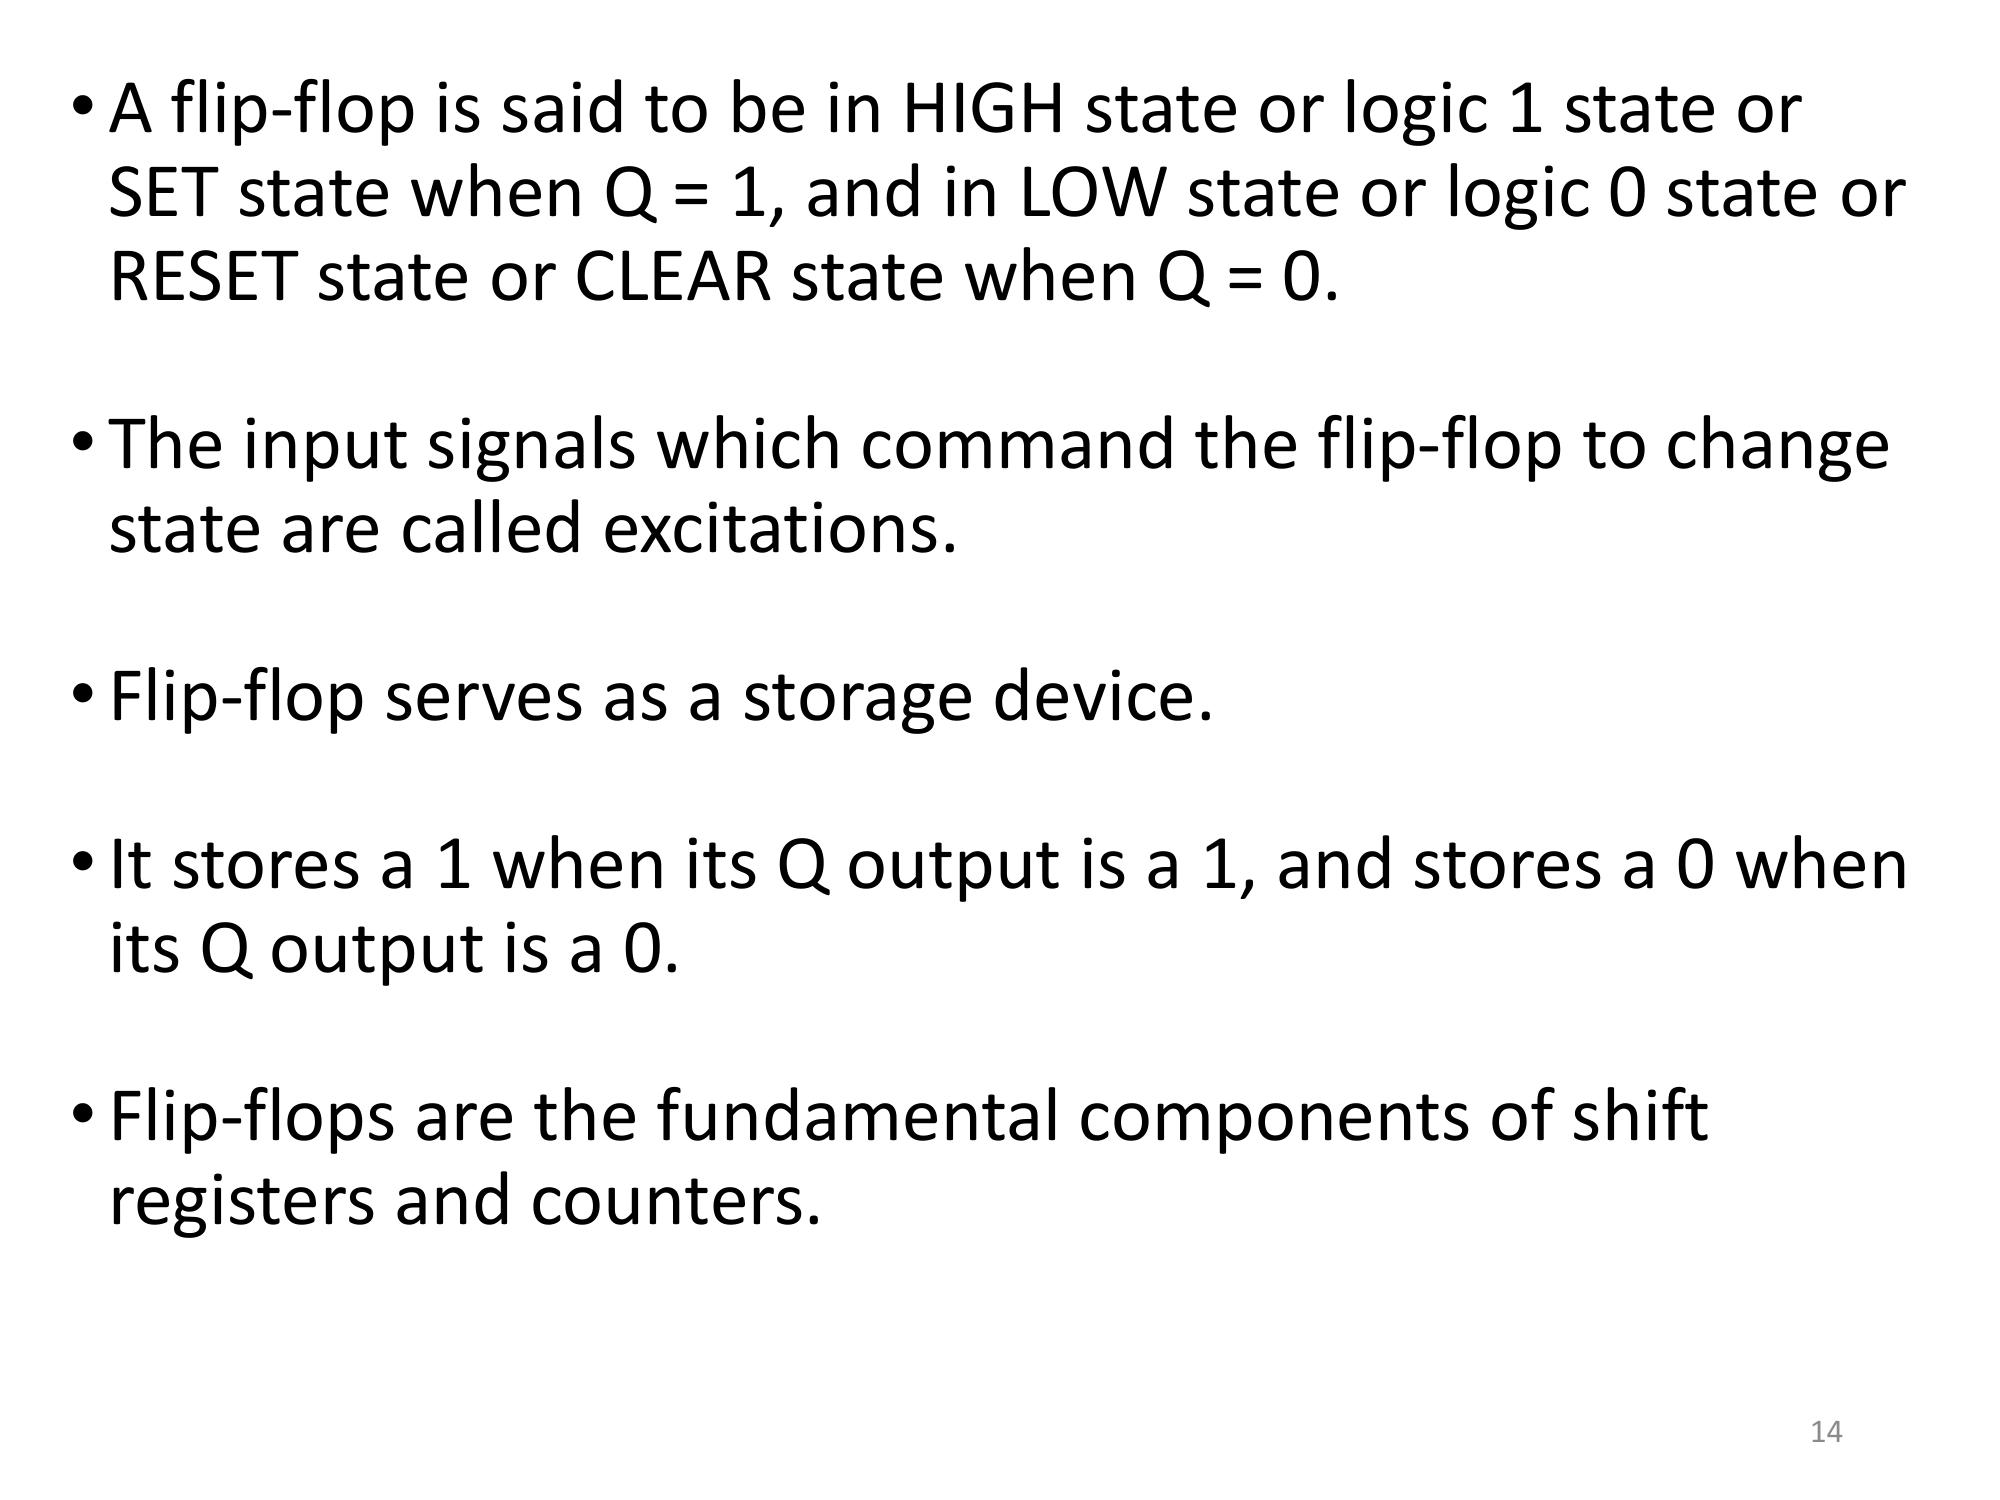 • A flip-flop is said to be in HIGH state or logic 1 state or
SET state when Q = 1, and in LOW state or logic 0 state or
RESET state or CLEAR state when Q = 0.
• The input signals which command the flip-flop to change
state are called excitations.
• Flip-flop serves as a storage device.
• It stores a 1 when its Q output is a 1, and stores a 0 when
its Q output is a 0.
• Flip-flops are the fundamental components of shift
registers and counters.
14